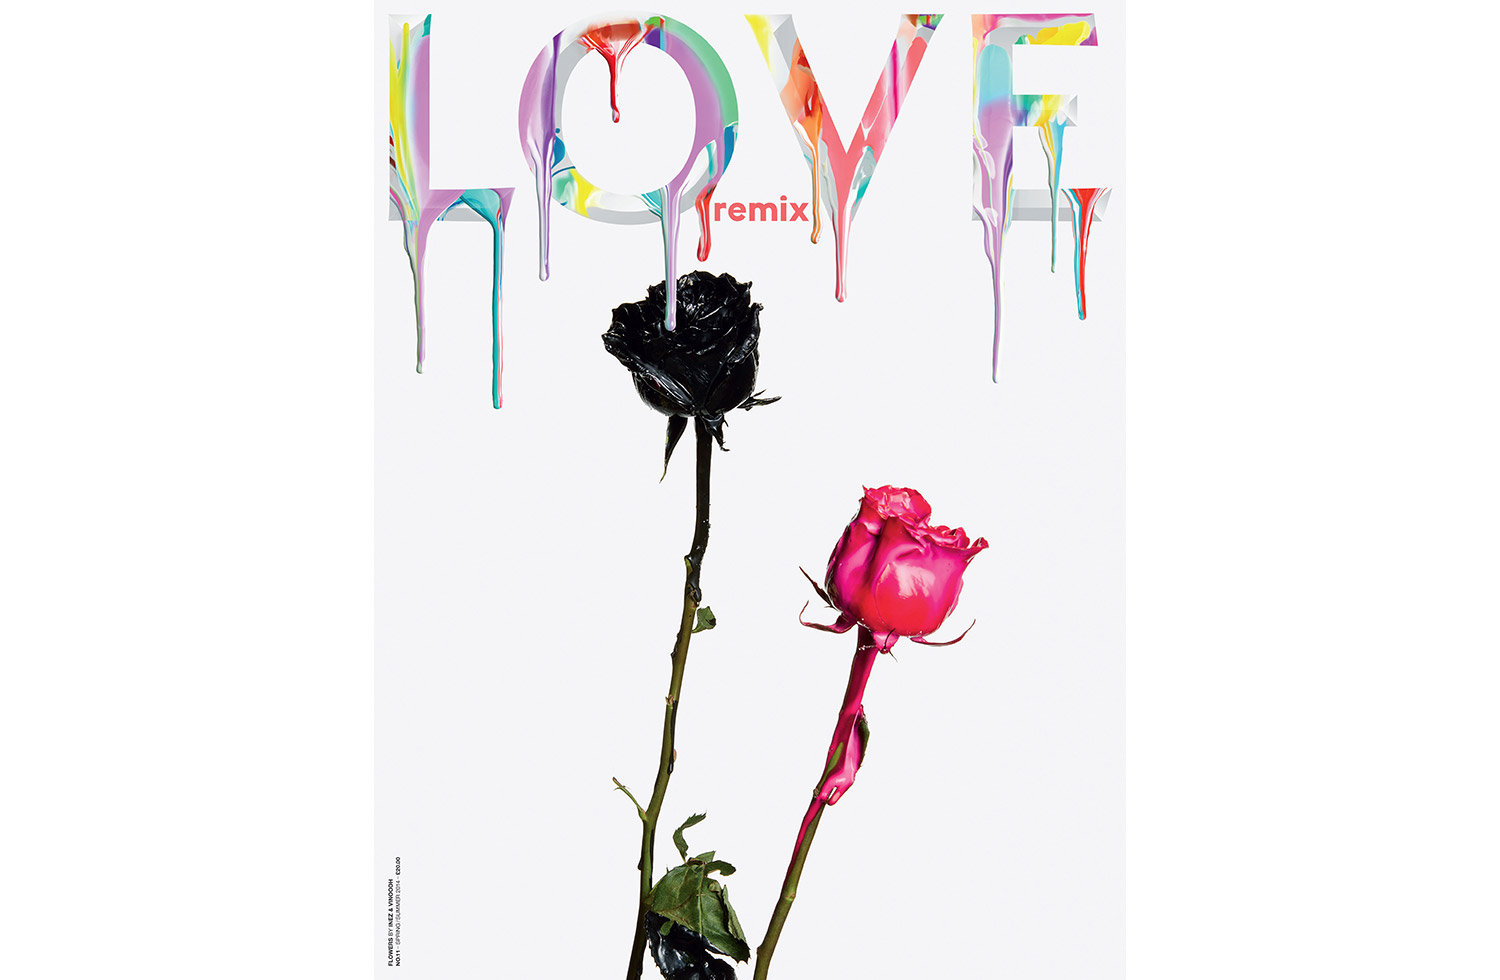 LOVE
remix
FLOWERS BY INEZ & VINOODH
NO.11 – SPRING/SUMMER 2014 – £20.00